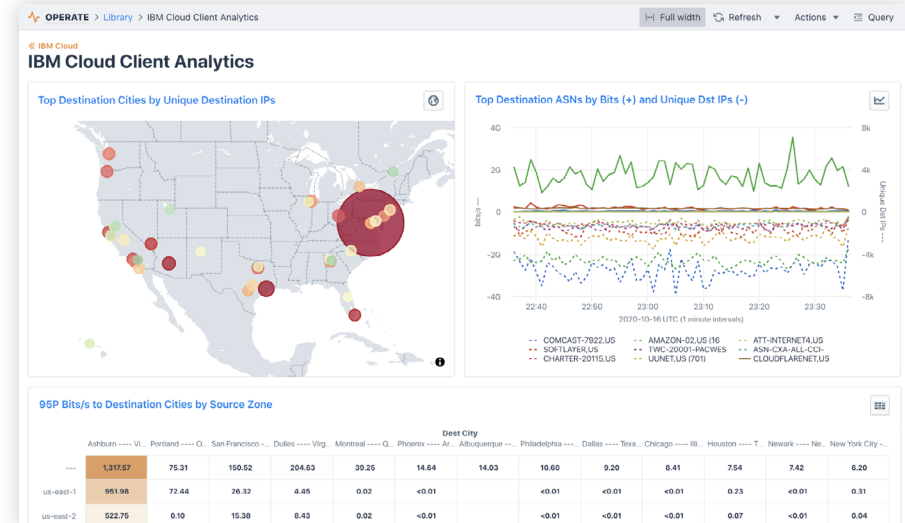 OPERATE > Library > IBM Cloud Client Analytics
Full width Refresh Actions Query
IBM Cloud
IBM Cloud Client Analytics
Top Destination Cities by Unique Destination IPs
Top Destination ASNs by Bits (+) and Unique Dst IPs (-)
4G 8k
2G 4k
0 0
-2G -4k
-4G -8k
bits/s
Unique Dst IPs ----
22:40 22:50 23:00 23:10 23:20 23:30
2020-10-16 UTC (1 minute intervals)
COMCAST-7922,US AMAZON-02,US (16 ATT-INTERNET4,US
SOFTLAYER,US TWC-20001-PACWES ASN-CXA-ALL-CCI-
CHARTER-20115,US UUNET,US (701) CLOUDFLARENET,US
95P Bits/s to Destination Cities by Source Zone
Dest City
Ashburn ---- Vi... Portland ---- O... San Francisco -... Dulles ---- Virg... Montreal ---- Q... Phoenix ---- Ar... Albuquerque --... Philadelphia ---... Dallas ---- Texa... Chicago ---- Illi... Houston ---- T... Newark ---- Ne... New York City -...
--- 1,317.57 75.31 150.52 204.63 39.25 14.64 14.03 10.60 9.20 8.41 7.54 7.42 6.20
us-east-1 951.98 72.44 26.32 4.45 0.02 <0.01 <0.01 <0.01 <0.01 0.23 <0.01 0.31
us-east-2 522.75 0.10 15.38 8.43 0.02 <0.01 <0.01 <0.01 <0.01 0.07 <0.01 0.04